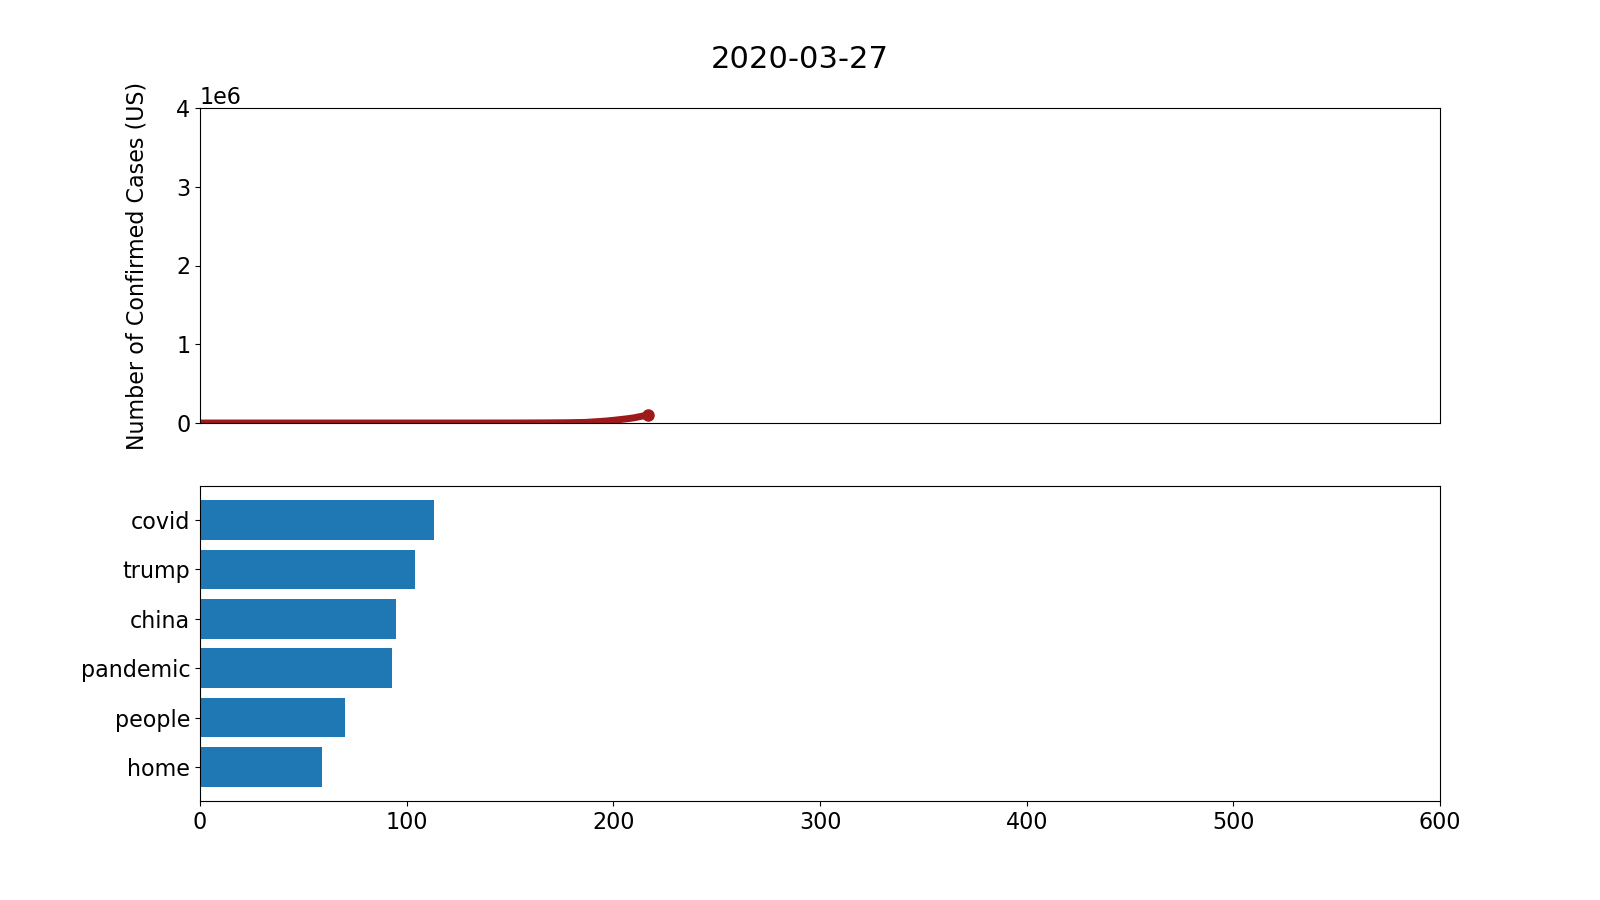 2020-03-27
1e6
Number of Confirmed Cases (US)
4
3
2
1
0
covid
trump
china
pandemic
people
home
0 100 200 300 400 500 600